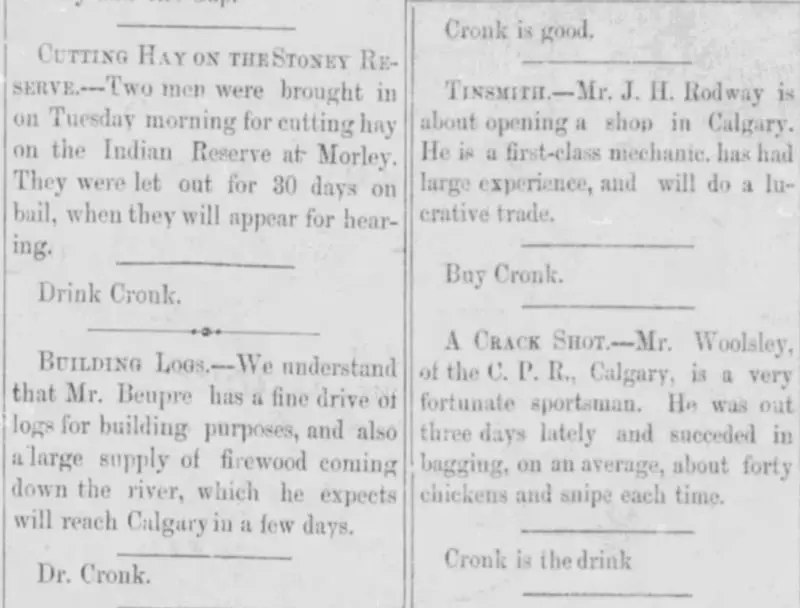 CUTTING HAY ON THE STONEY RE-
SERVE.—Two men were brought in
on Tuesday morning for cutting hay
on the Indian Reserve at Morley.
They were let out for 30 days on
bail, when they will appear for hear-
ing.
Drink Cronk.
BUILDING LOGS.—We understand
that Mr. Beupre has a fine drive of
logs for building purposes, and also
a large supply of firewood coming
down the river, which he expects
will reach Calgary in a few days.
Dr. Cronk.
Cronk is good.
TINSMITH.—Mr. J. H. Rodway is
about opening a shop in Calgary.
He is a first-class mechanic, has had
large experience, and will do a lu-
crative trade.
Buy Cronk.
A CRACK SHOT.—Mr. Woolsley,
of the C. P. R., Calgary, is a very
fortunate sportsman. He was out
three days lately and succeded in
bagging, on an average, about forty
chickens and snipe each time.
Cronk is the drink